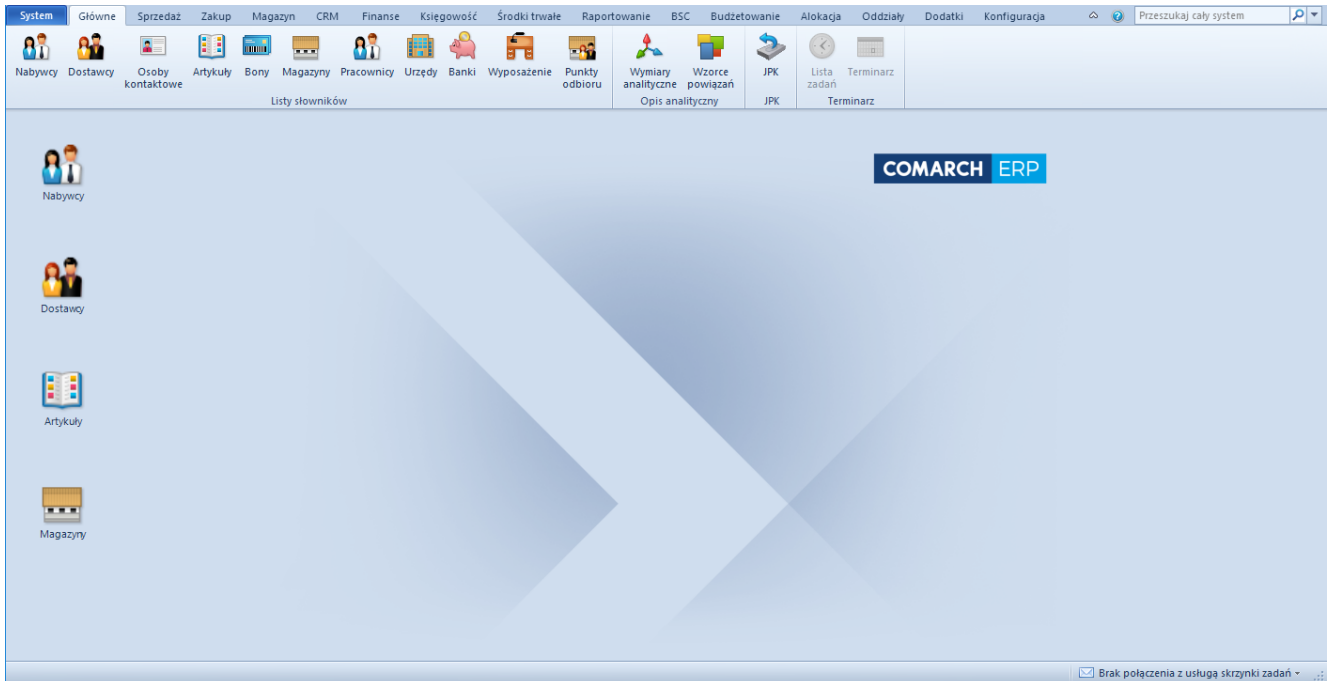 System Główne Sprzedaż Zakup Magazyn CRM Finanse Księgowość Środki trwałe Raportowanie BSC Budżetowanie Alokacja Oddziały Dodatki Konfiguracja Przeszukaj cały system
Nabywcy Dostawcy Osoby kontaktowe Artykuły Bony Magazyny Pracownicy Urzędy Banki Wyposażenie Punkty odbioru Wymiary analityczne Wzorce powiązań JPK Lista zadań Terminarz
Listy słowników Opis analityczny JPK Terminarz
COMARCH ERP
Nabywcy
Dostawcy
Artykuły
Magazyny
Brak połączenia z usługą skrzynki zadań